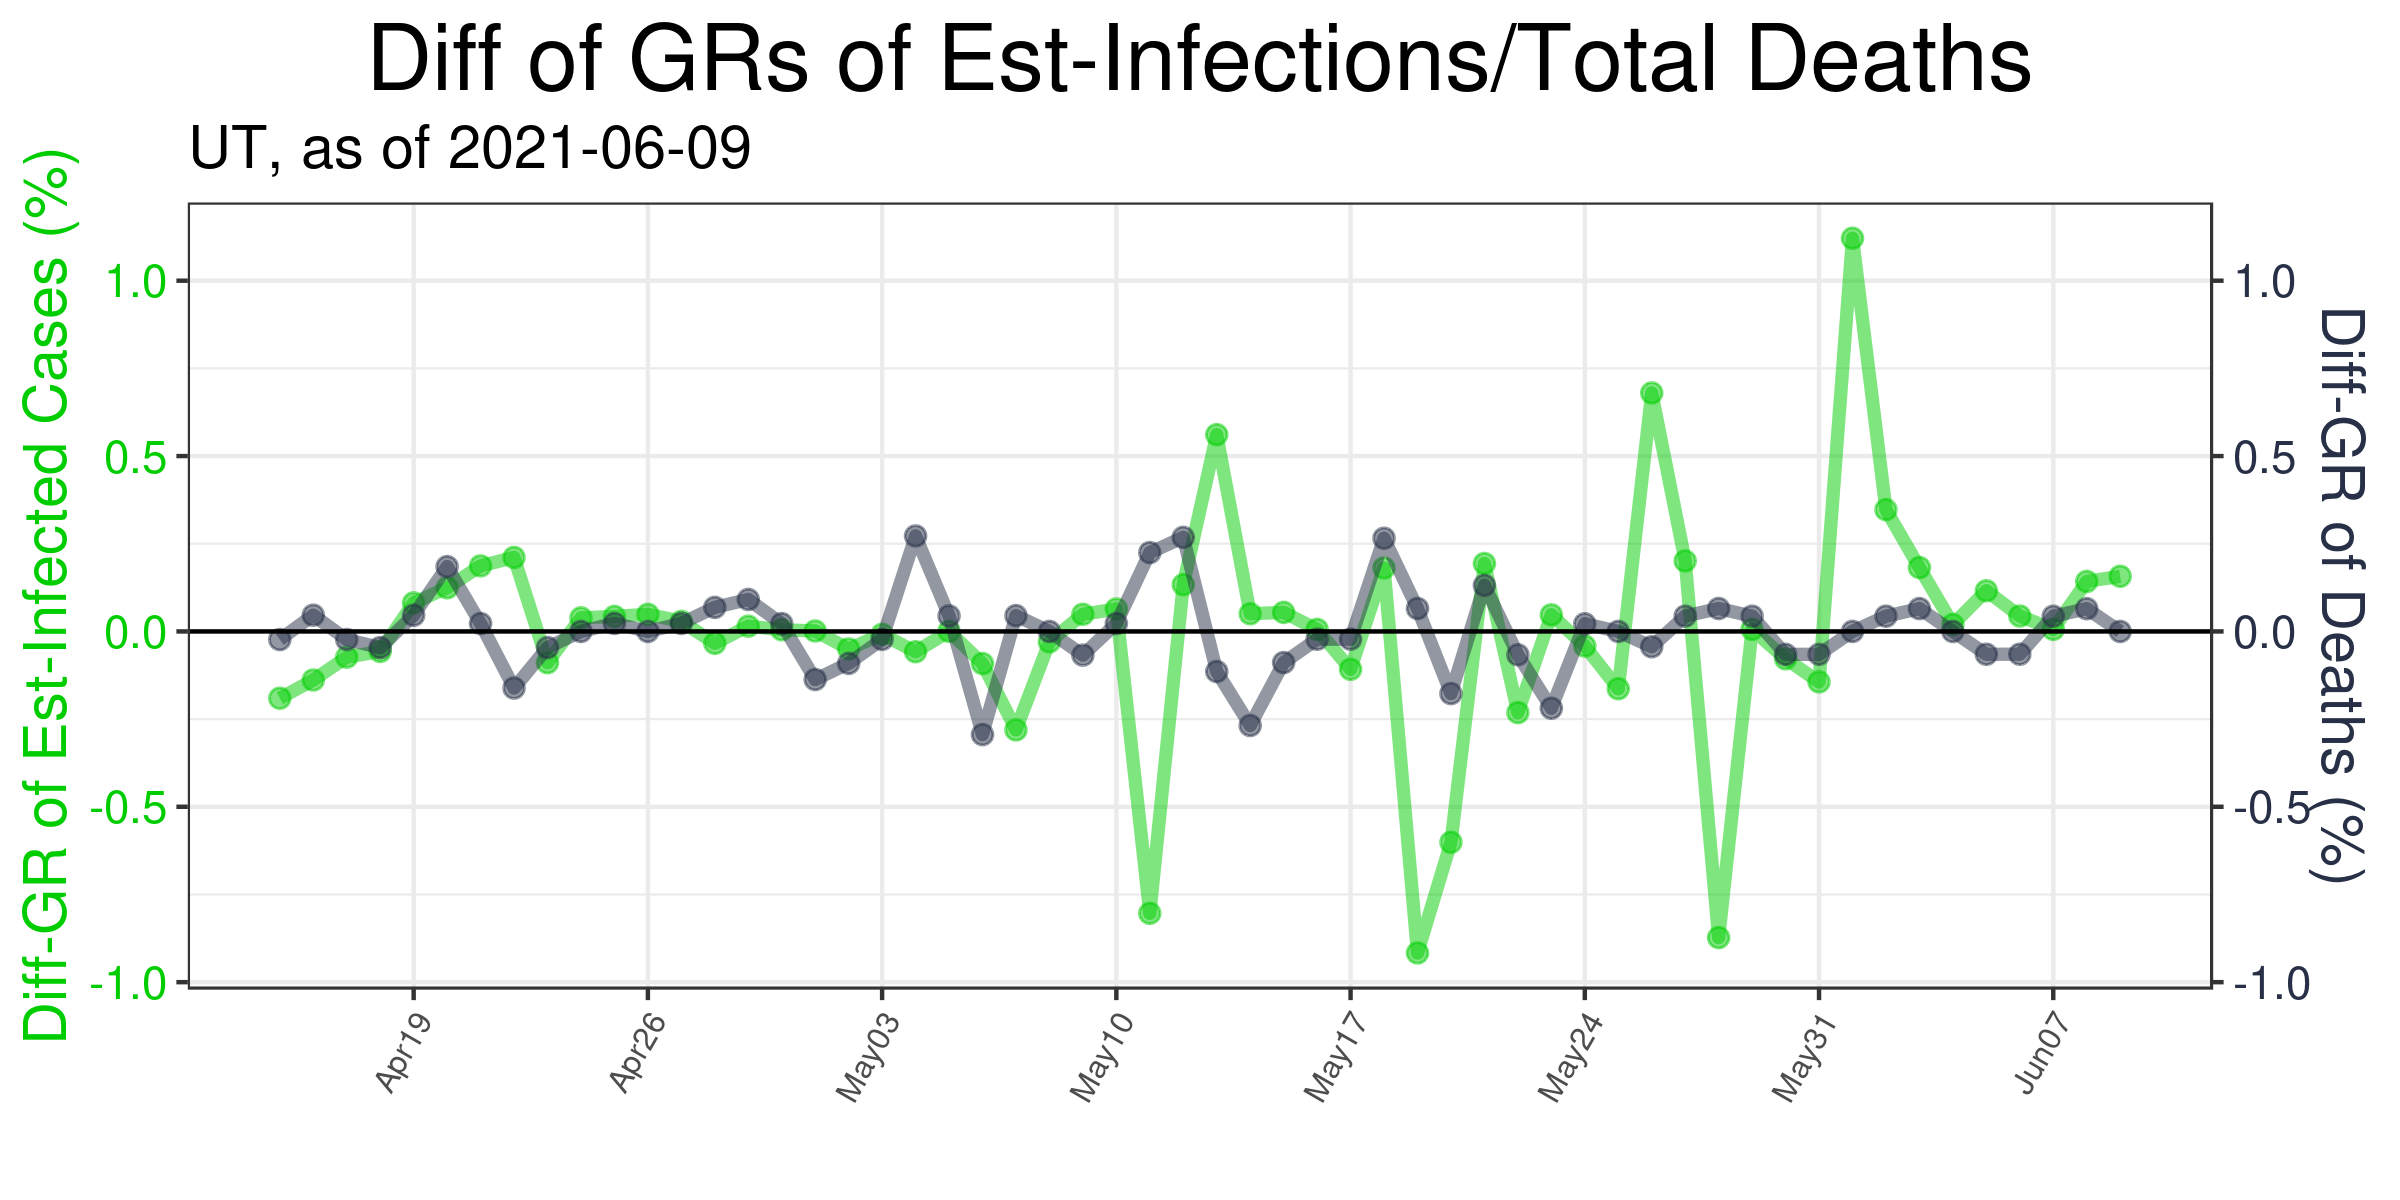 Diff of GRs of Est-Infections/Total Deaths
UT, as of 2021-06-09
Diff-GR of Est-Infected Cases (%)
1.0
0.5
0.0
-0.5
-1.0
1.0
0.5
0.0
-0.5
-1.0
Diff-GR of Deaths (%)
Apr19
Apr26
May03
May10
May17
May24
May31
Jun07